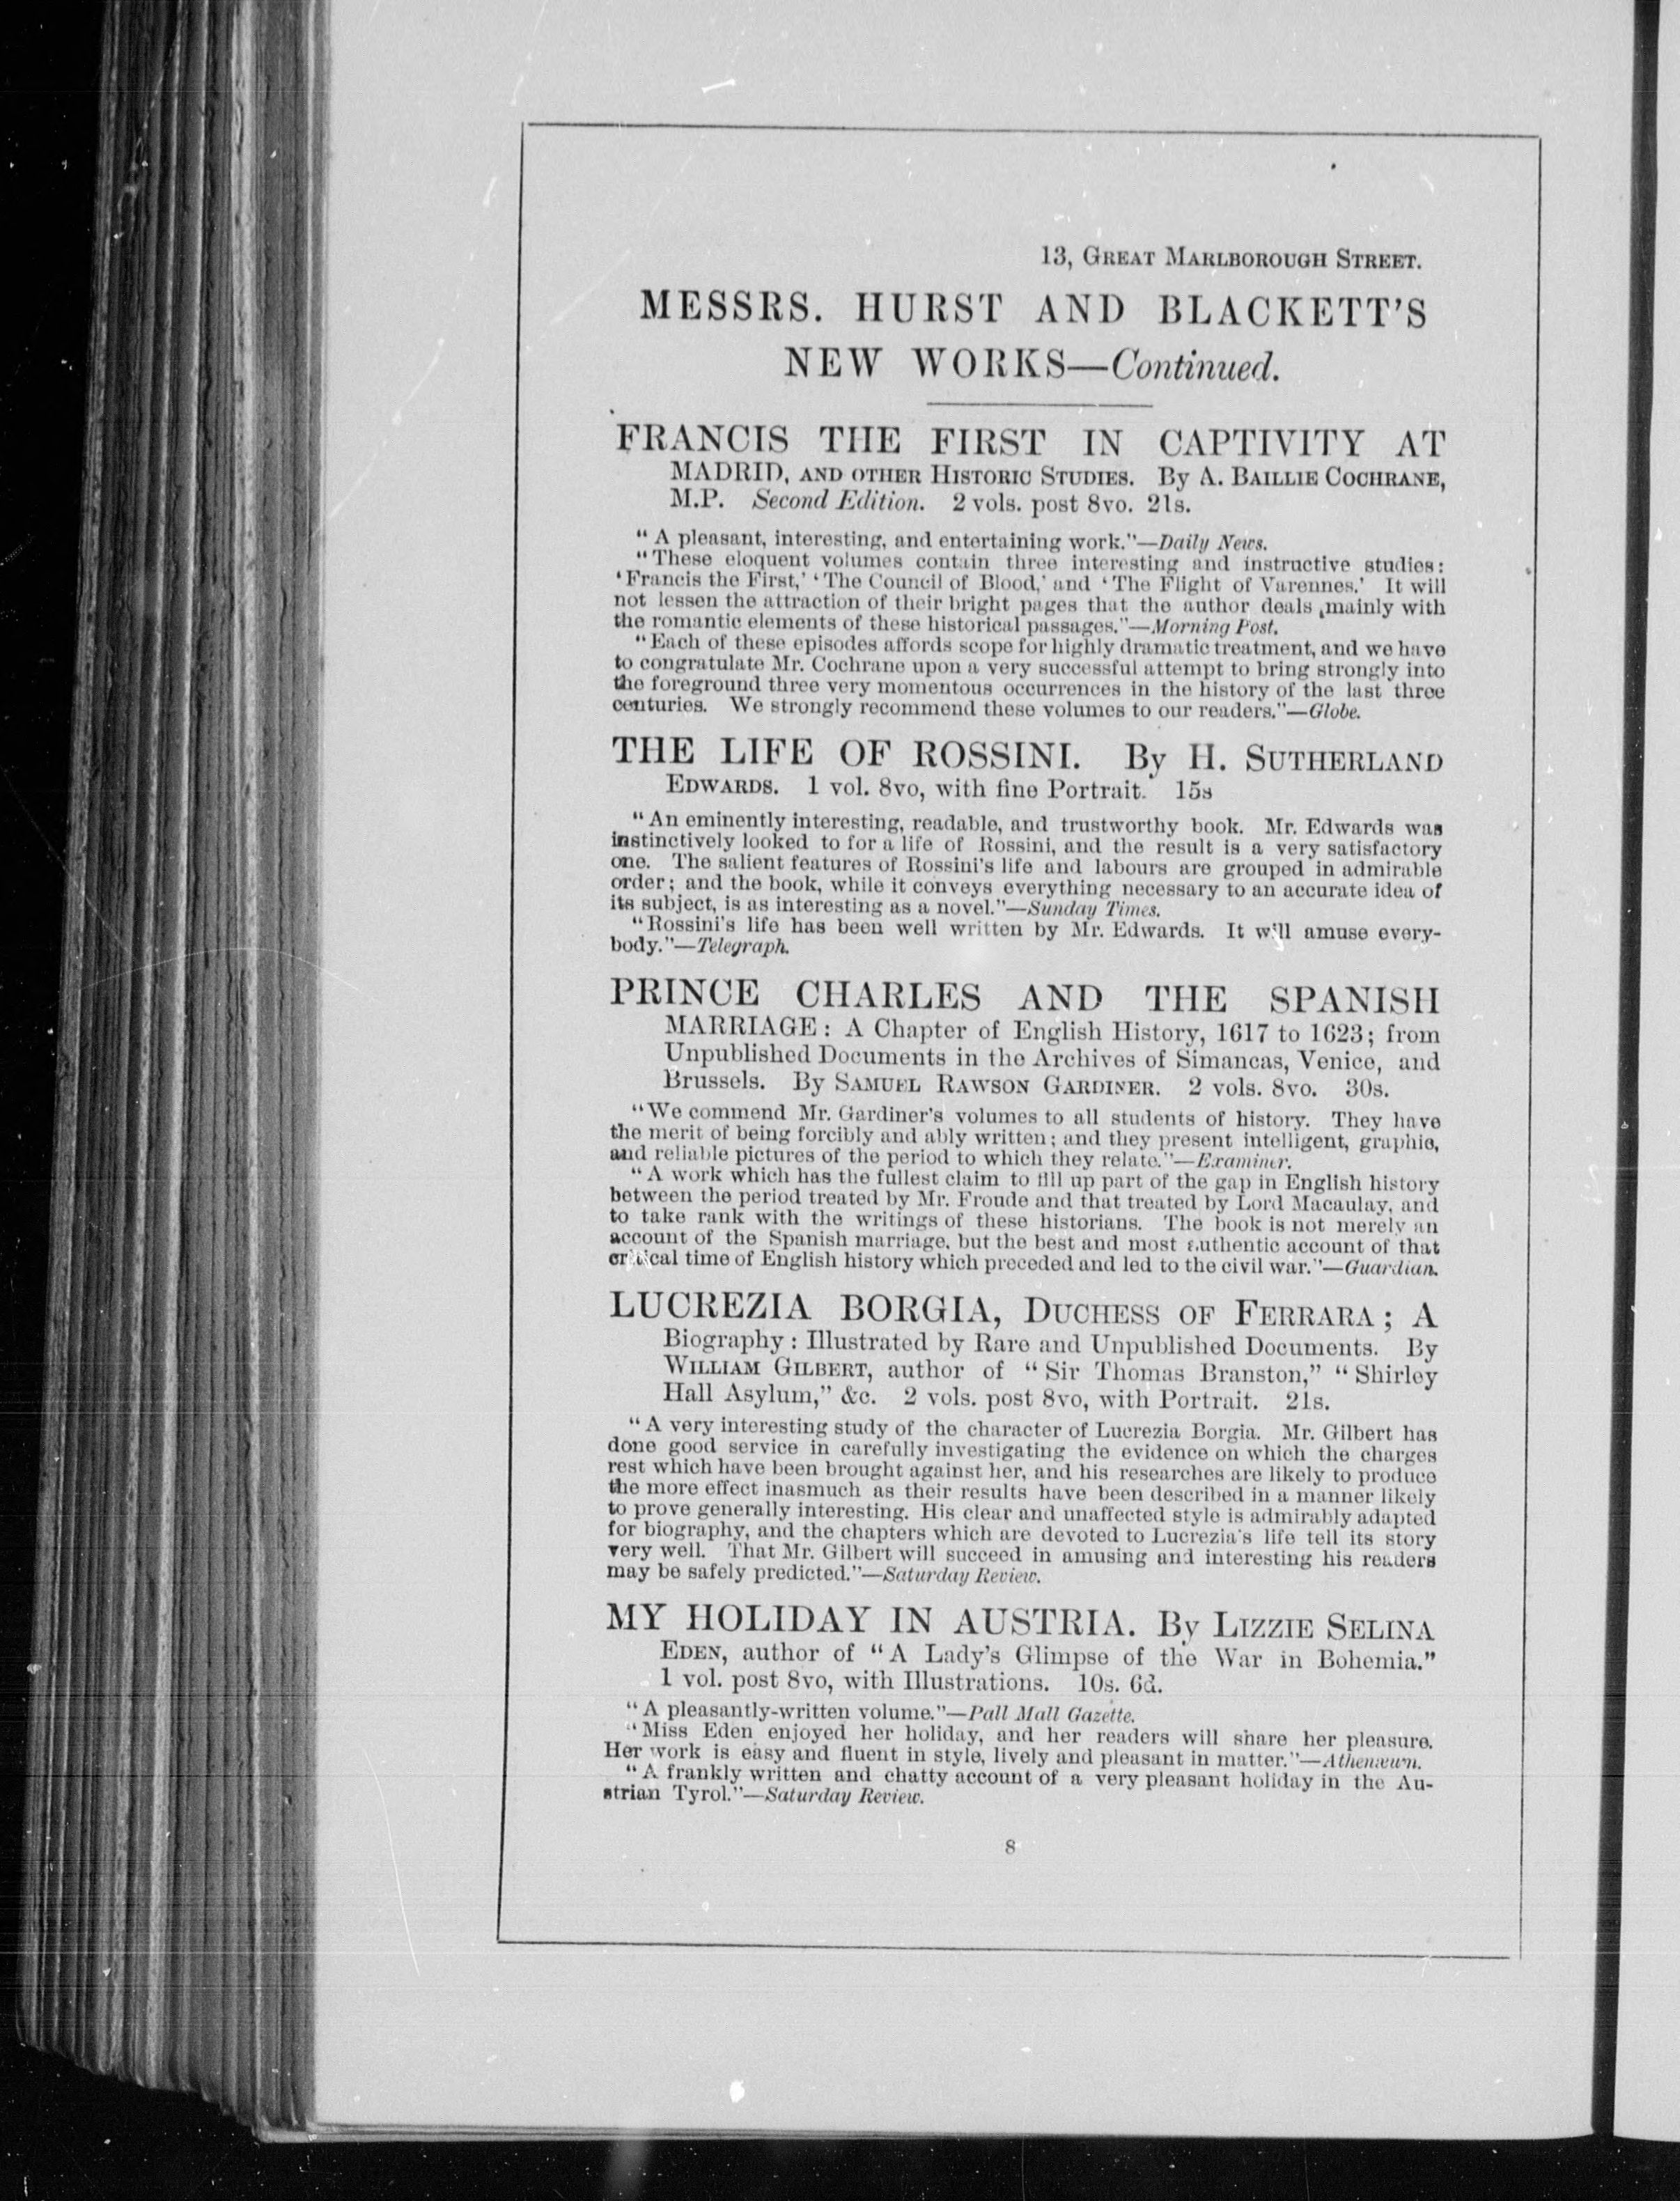 13, GREAT MARLBOROUGH STREET.
MESSRS. HURST AND BLACKETT'S
NEW WORKS—Continued.
FRANCIS THE FIRST IN CAPTIVITY AT
MADRID, AND OTHER HISTORIC STUDIES. By A. BAILLIE COCHRANE,
M.P. Second Edition. 2 vols. post 8vo. 21s.
"A pleasant, interesting, and entertaining work."—Daily News.
"These eloquent volumes contain three interesting and instructive studies:
'Francis the First,' 'The Council of Blood,' and 'The Flight of Varennes.' It will
not lessen the attraction of their bright pages that the author deals mainly with
the romantic elements of these historical passages."—Morning Post.
"Each of these episodes affords scope for highly dramatic treatment, and we have
to congratulate Mr. Cochrane upon a very successful attempt to bring strongly into
the foreground three very momentous occurrences in the history of the last three
centuries. We strongly recommend these volumes to our readers."—Globe.
THE LIFE OF ROSSINI. By H. SUTHERLAND
EDWARDS. 1 vol. 8vo, with fine Portrait. 15s
"An eminently interesting, readable, and trustworthy book. Mr. Edwards was
instinctively looked to for a life of Rossini, and the result is a very satisfactory
one. The salient features of Rossini's life and labours are grouped in admirable
order; and the book, while it conveys everything necessary to an accurate idea of
its subject, is as interesting as a novel."—Sunday Times.
"Rossini's life has been well written by Mr. Edwards. It will amuse every-
body."—Telegraph.
PRINCE CHARLES AND THE SPANISH
MARRIAGE: A Chapter of English History, 1617 to 1623; from
Unpublished Documents in the Archives of Simancas, Venice, and
Brussels. By SAMUEL RAWSON GARDINER. 2 vols. 8vo. 30s.
"We commend Mr. Gardiner's volumes to all students of history. They have
the merit of being forcibly and ably written; and they present intelligent, graphic,
and reliable pictures of the period to which they relate."—Examiner.
"A work which has the fullest claim to fill up part of the gap in English history
between the period treated by Mr. Froude and that treated by Lord Macaulay, and
to take rank with the writings of these historians. The book is not merely an
account of the Spanish marriage, but the best and most authentic account of that
critical time of English history which preceded and led to the civil war."—Guardian.
LUCREZIA BORGIA, DUCHESS OF FERRARA; A
Biography: Illustrated by Rare and Unpublished Documents. By
WILLIAM GILBERT, author of "Sir Thomas Branston," "Shirley
Hall Asylum," &c. 2 vols. post 8vo, with Portrait. 21s.
"A very interesting study of the character of Lucrezia Borgia. Mr. Gilbert has
done good service in carefully investigating the evidence on which the charges
rest which have been brought against her, and his researches are likely to produce
the more effect inasmuch as their results have been described in a manner likely
to prove generally interesting. His clear and unaffected style is admirably adapted
for biography, and the chapters which are devoted to Lucrezia's life tell its story
very well. That Mr. Gilbert will succeed in amusing and interesting his readers
may be safely predicted."—Saturday Review.
MY HOLIDAY IN AUSTRIA. By LIZZIE SELINA
EDEN, author of "A Lady's Glimpse of the War in Bohemia."
1 vol. post 8vo, with Illustrations. 10s. 6d.
"A pleasantly-written volume."—Pall Mall Gazette.
"Miss Eden enjoyed her holiday, and her readers will share her pleasure.
Her work is easy and fluent in style, lively and pleasant in matter."—Athenæum.
"A frankly written and chatty account of a very pleasant holiday in the Au-
strian Tyrol."—Saturday Review.
8